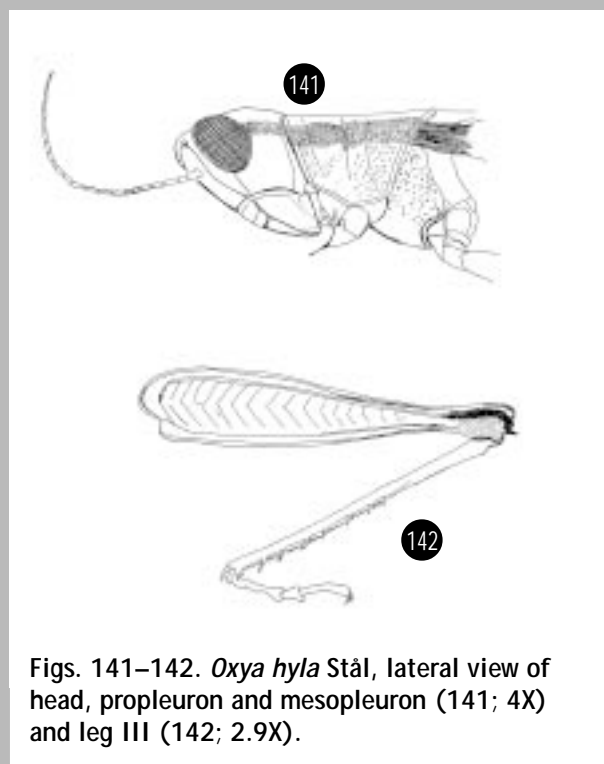 141
142
Figs. 141–142. Oxya hyla Stål, lateral view of
head, propleuron and mesopleuron (141; 4X)
and leg III (142; 2.9X).